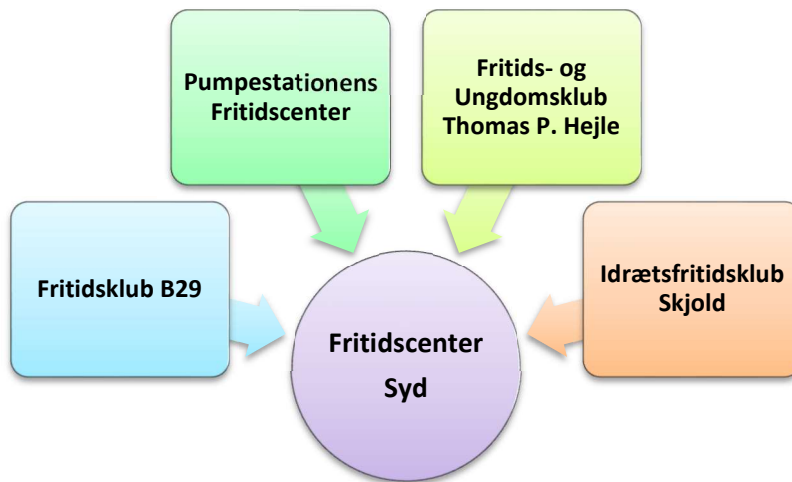 Pumpestationens
Fritidscenter
Fritids- og
Ungdomsklub
Thomas P. Hejle
Fritidsklub B29
Idrætsfritidsklub
Skjold
Fritidscenter
Syd